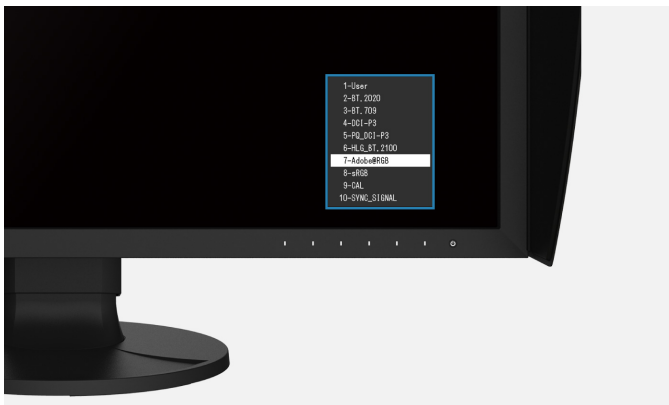 1-User
2-BT.2020
3-BT.709
4-DCI-P3
5-PQ_DCI-P3
6-HLG_BT.2100
7-Adobe®RGB
8-sRGB
9-CAL
10-SYNC_SIGNAL